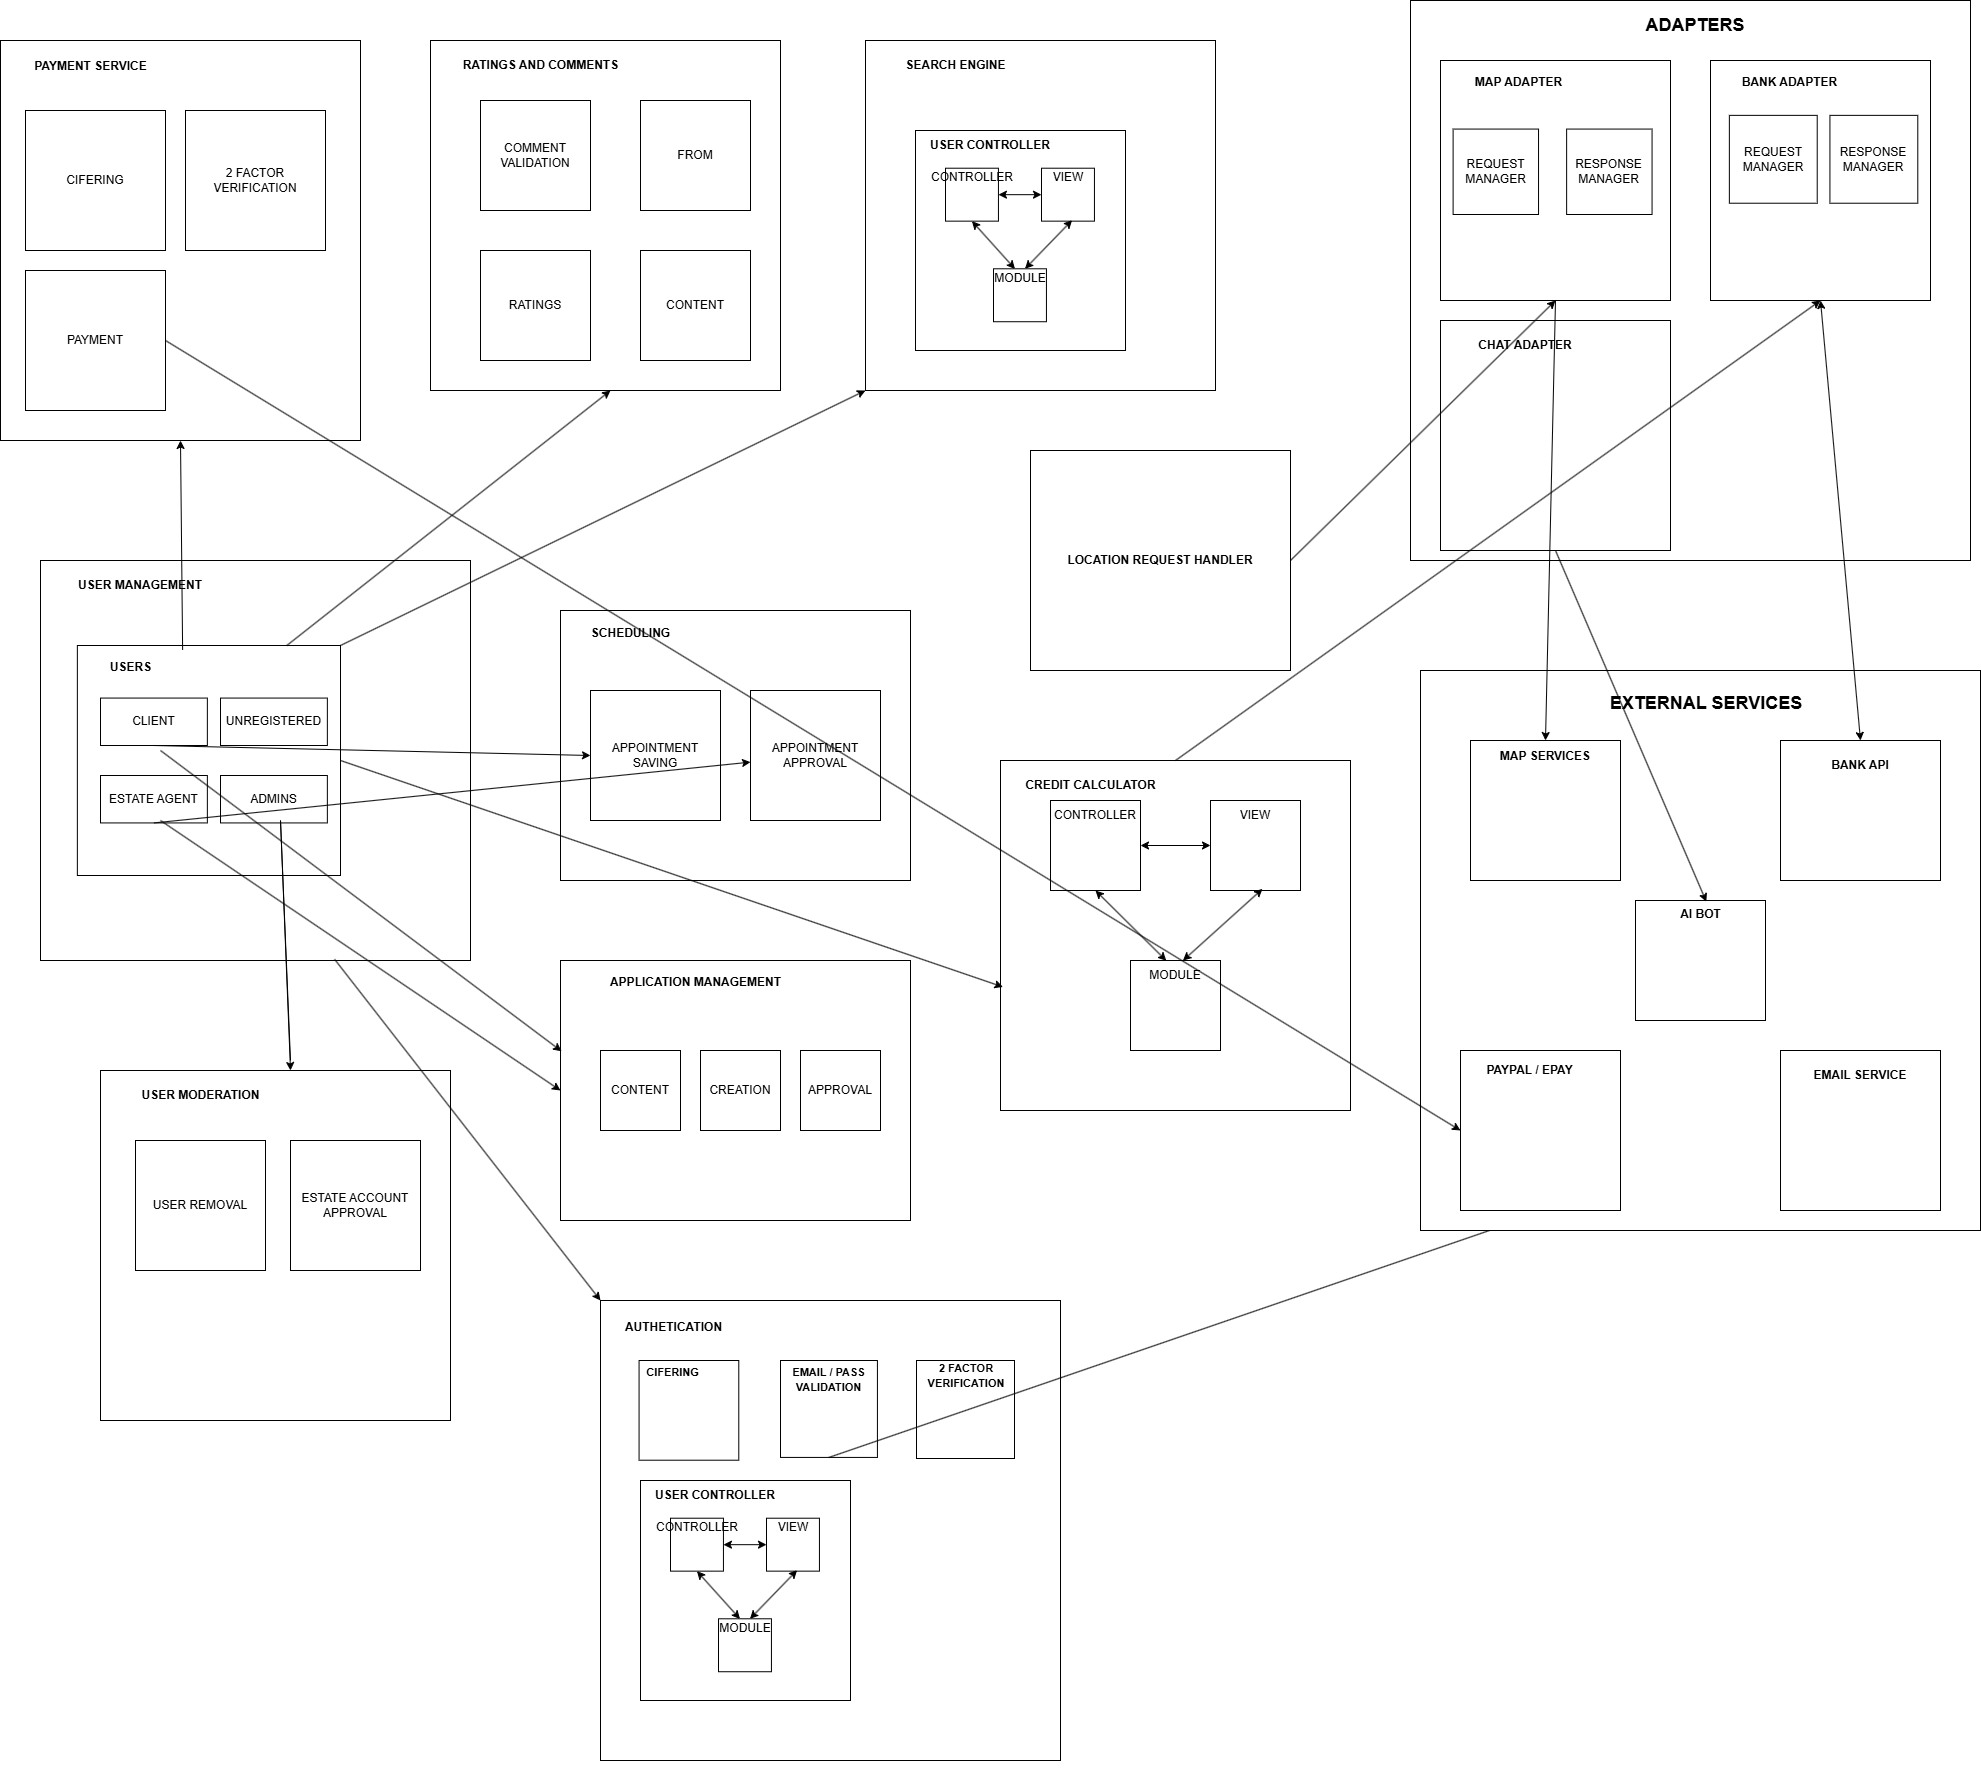 PAYMENT SERVICE
CIFERING
2 FACTOR
VERIFICATION
PAYMENT
RATINGS AND COMMENTS
COMMENT
VALIDATION
FROM
RATINGS
CONTENT
SEARCH ENGINE
USER CONTROLLER
CONTROLLER
VIEW
MODULE
ADAPTERS
MAP ADAPTER
REQUEST
MANAGER
RESPONSE
MANAGER
BANK ADAPTER
REQUEST
MANAGER
RESPONSE
MANAGER
CHAT ADAPTER
LOCATION REQUEST HANDLER
USER MANAGEMENT
USERS
CLIENT
UNREGISTERED
ESTATE AGENT
ADMINS
SCHEDULING
APPOINTMENT
SAVING
APPOINTMENT
APPROVAL
CREDIT CALCULATOR
CONTROLLER
VIEW
MODULE
EXTERNAL SERVICES
MAP SERVICES
BANK API
AI BOT
PAYPAL / EPAY
EMAIL SERVICE
APPLICATION MANAGEMENT
CONTENT
CREATION
APPROVAL
USER MODERATION
USER REMOVAL
ESTATE ACCOUNT
APPROVAL
AUTHETICATION
CIFERING
EMAIL / PASS
VALIDATION
2 FACTOR
VERIFICATION
USER CONTROLLER
CONTROLLER
VIEW
MODULE